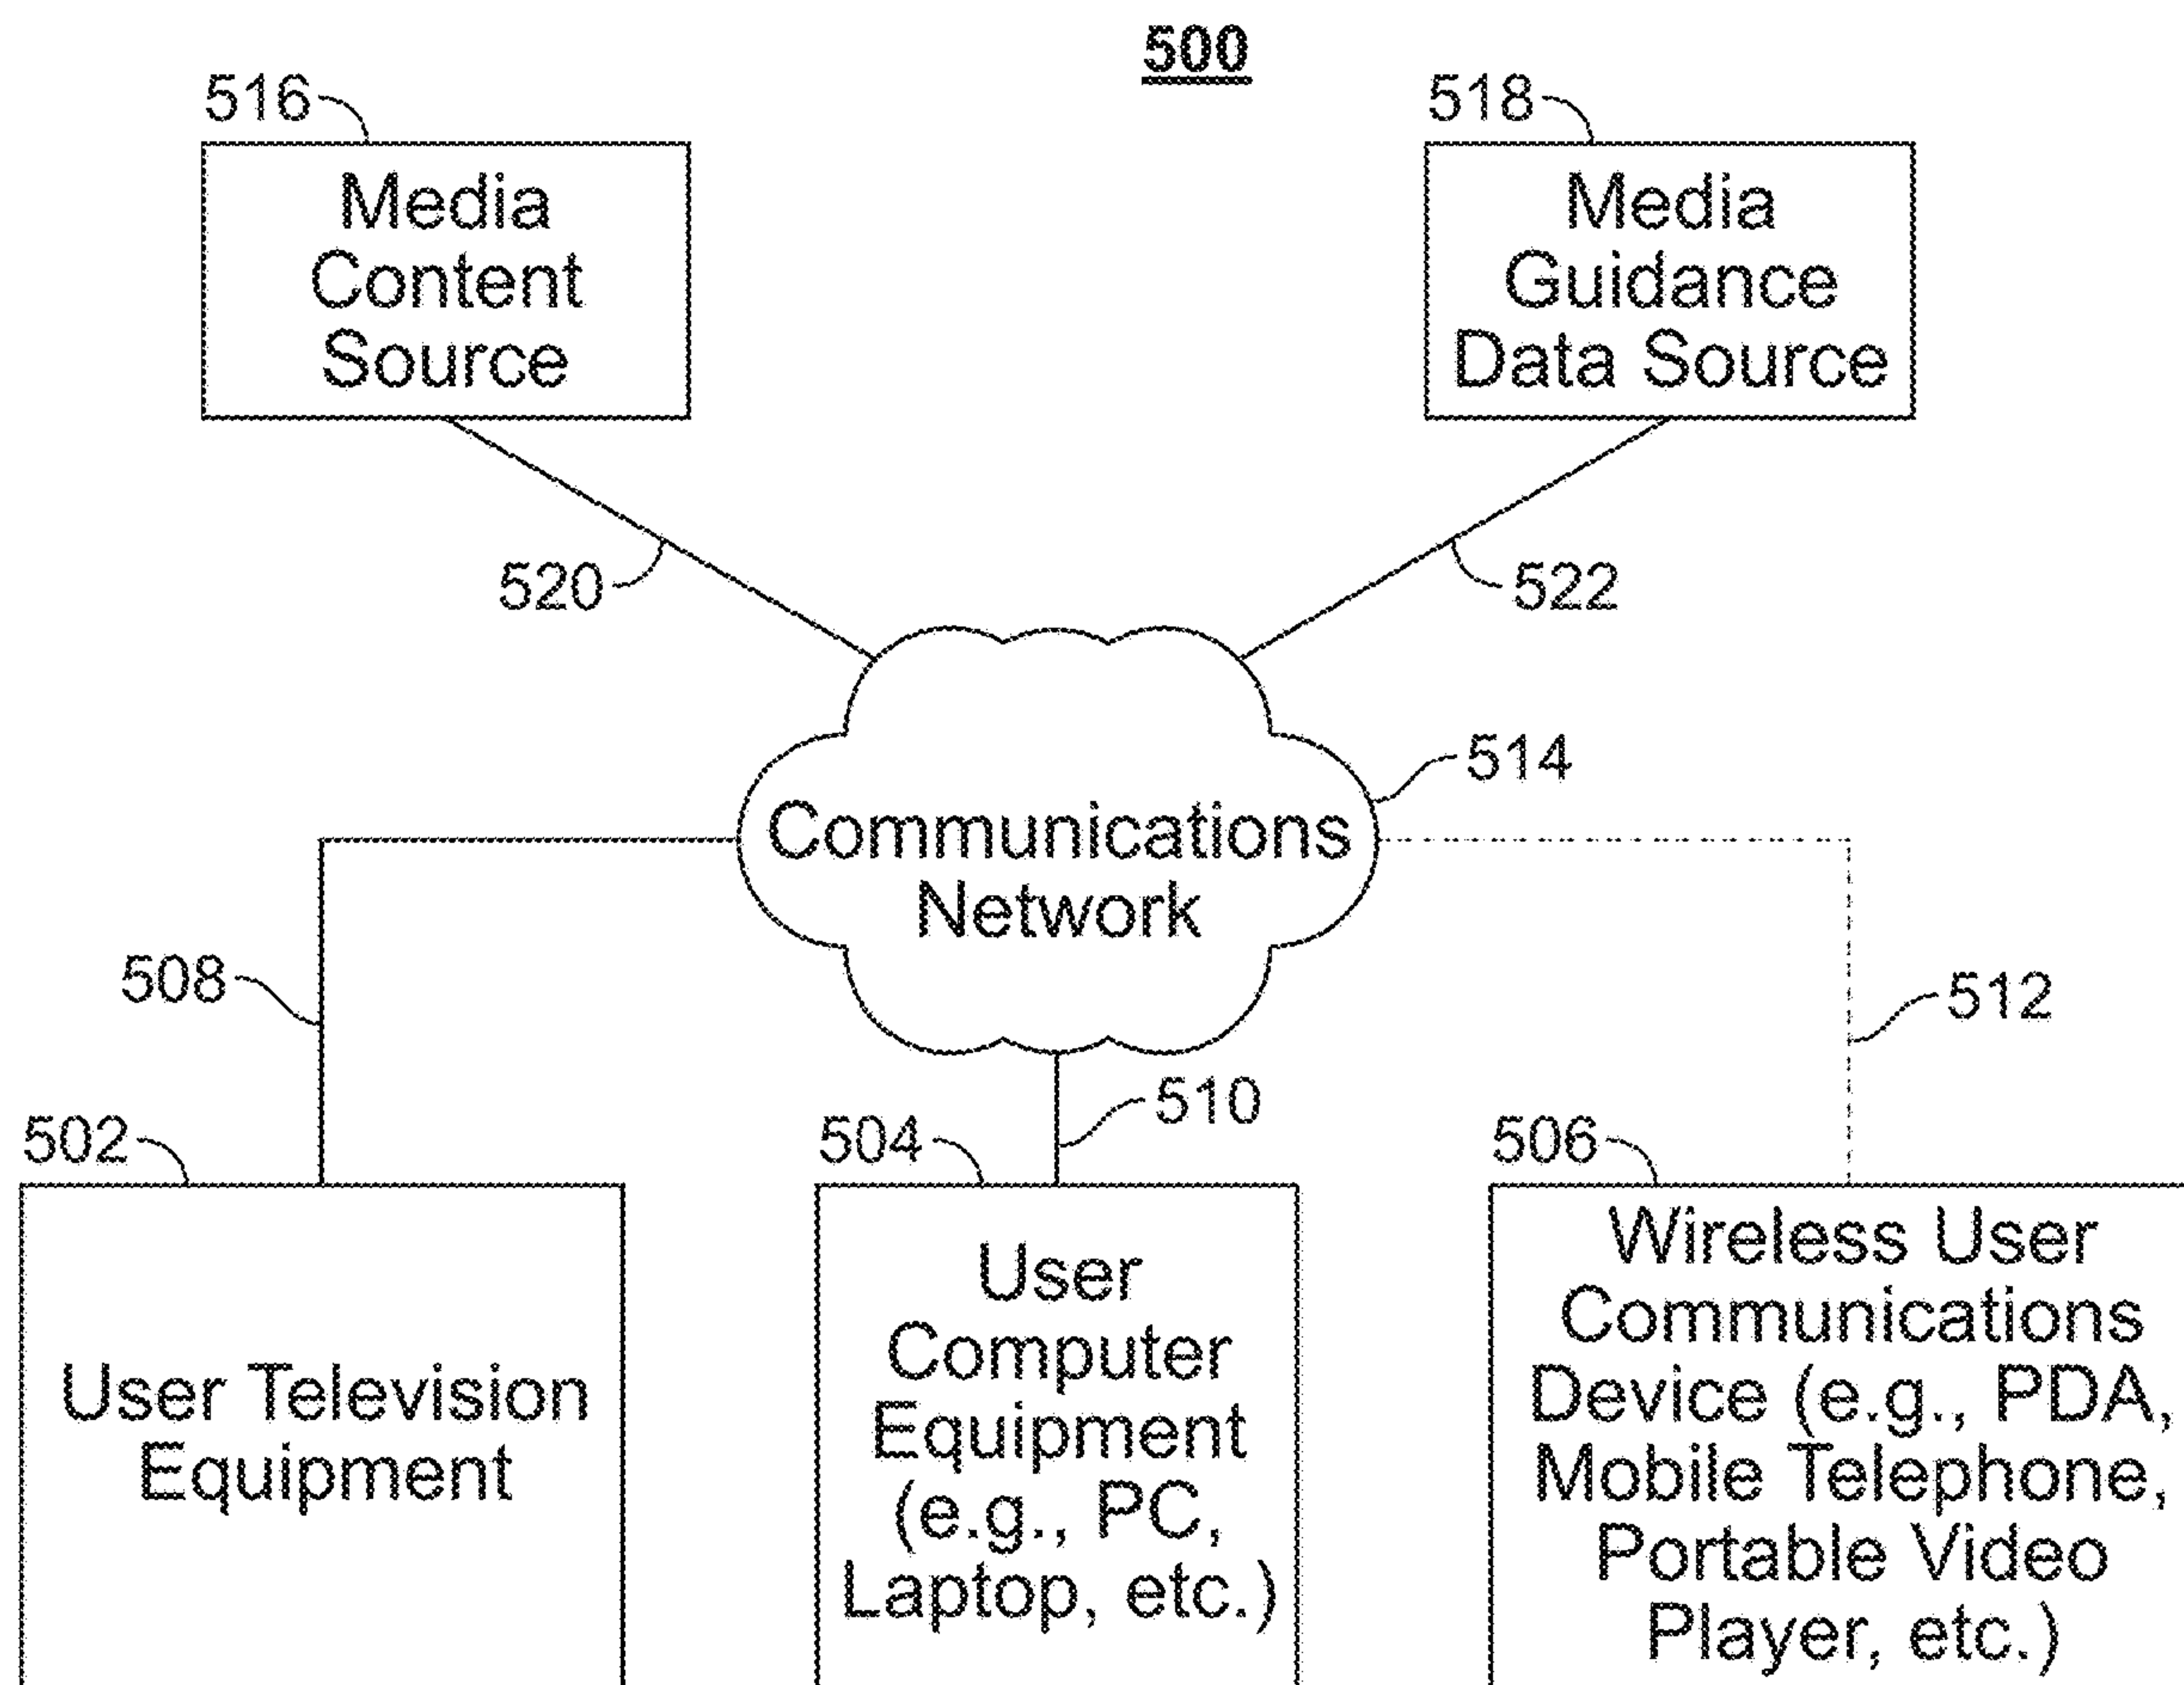 500
516
518
Media
Content
Source
Media
Guidance
Data Source
520
522
514
Communications
Network
508
512
510
502
504
506
User Television
Equipment
User
Computer
Equipment
(e.g., PC,
Laptop, etc.)
Wireless User
Communications
Device (e.g., PDA,
Mobile Telephone,
Portable Video
Player, etc.)